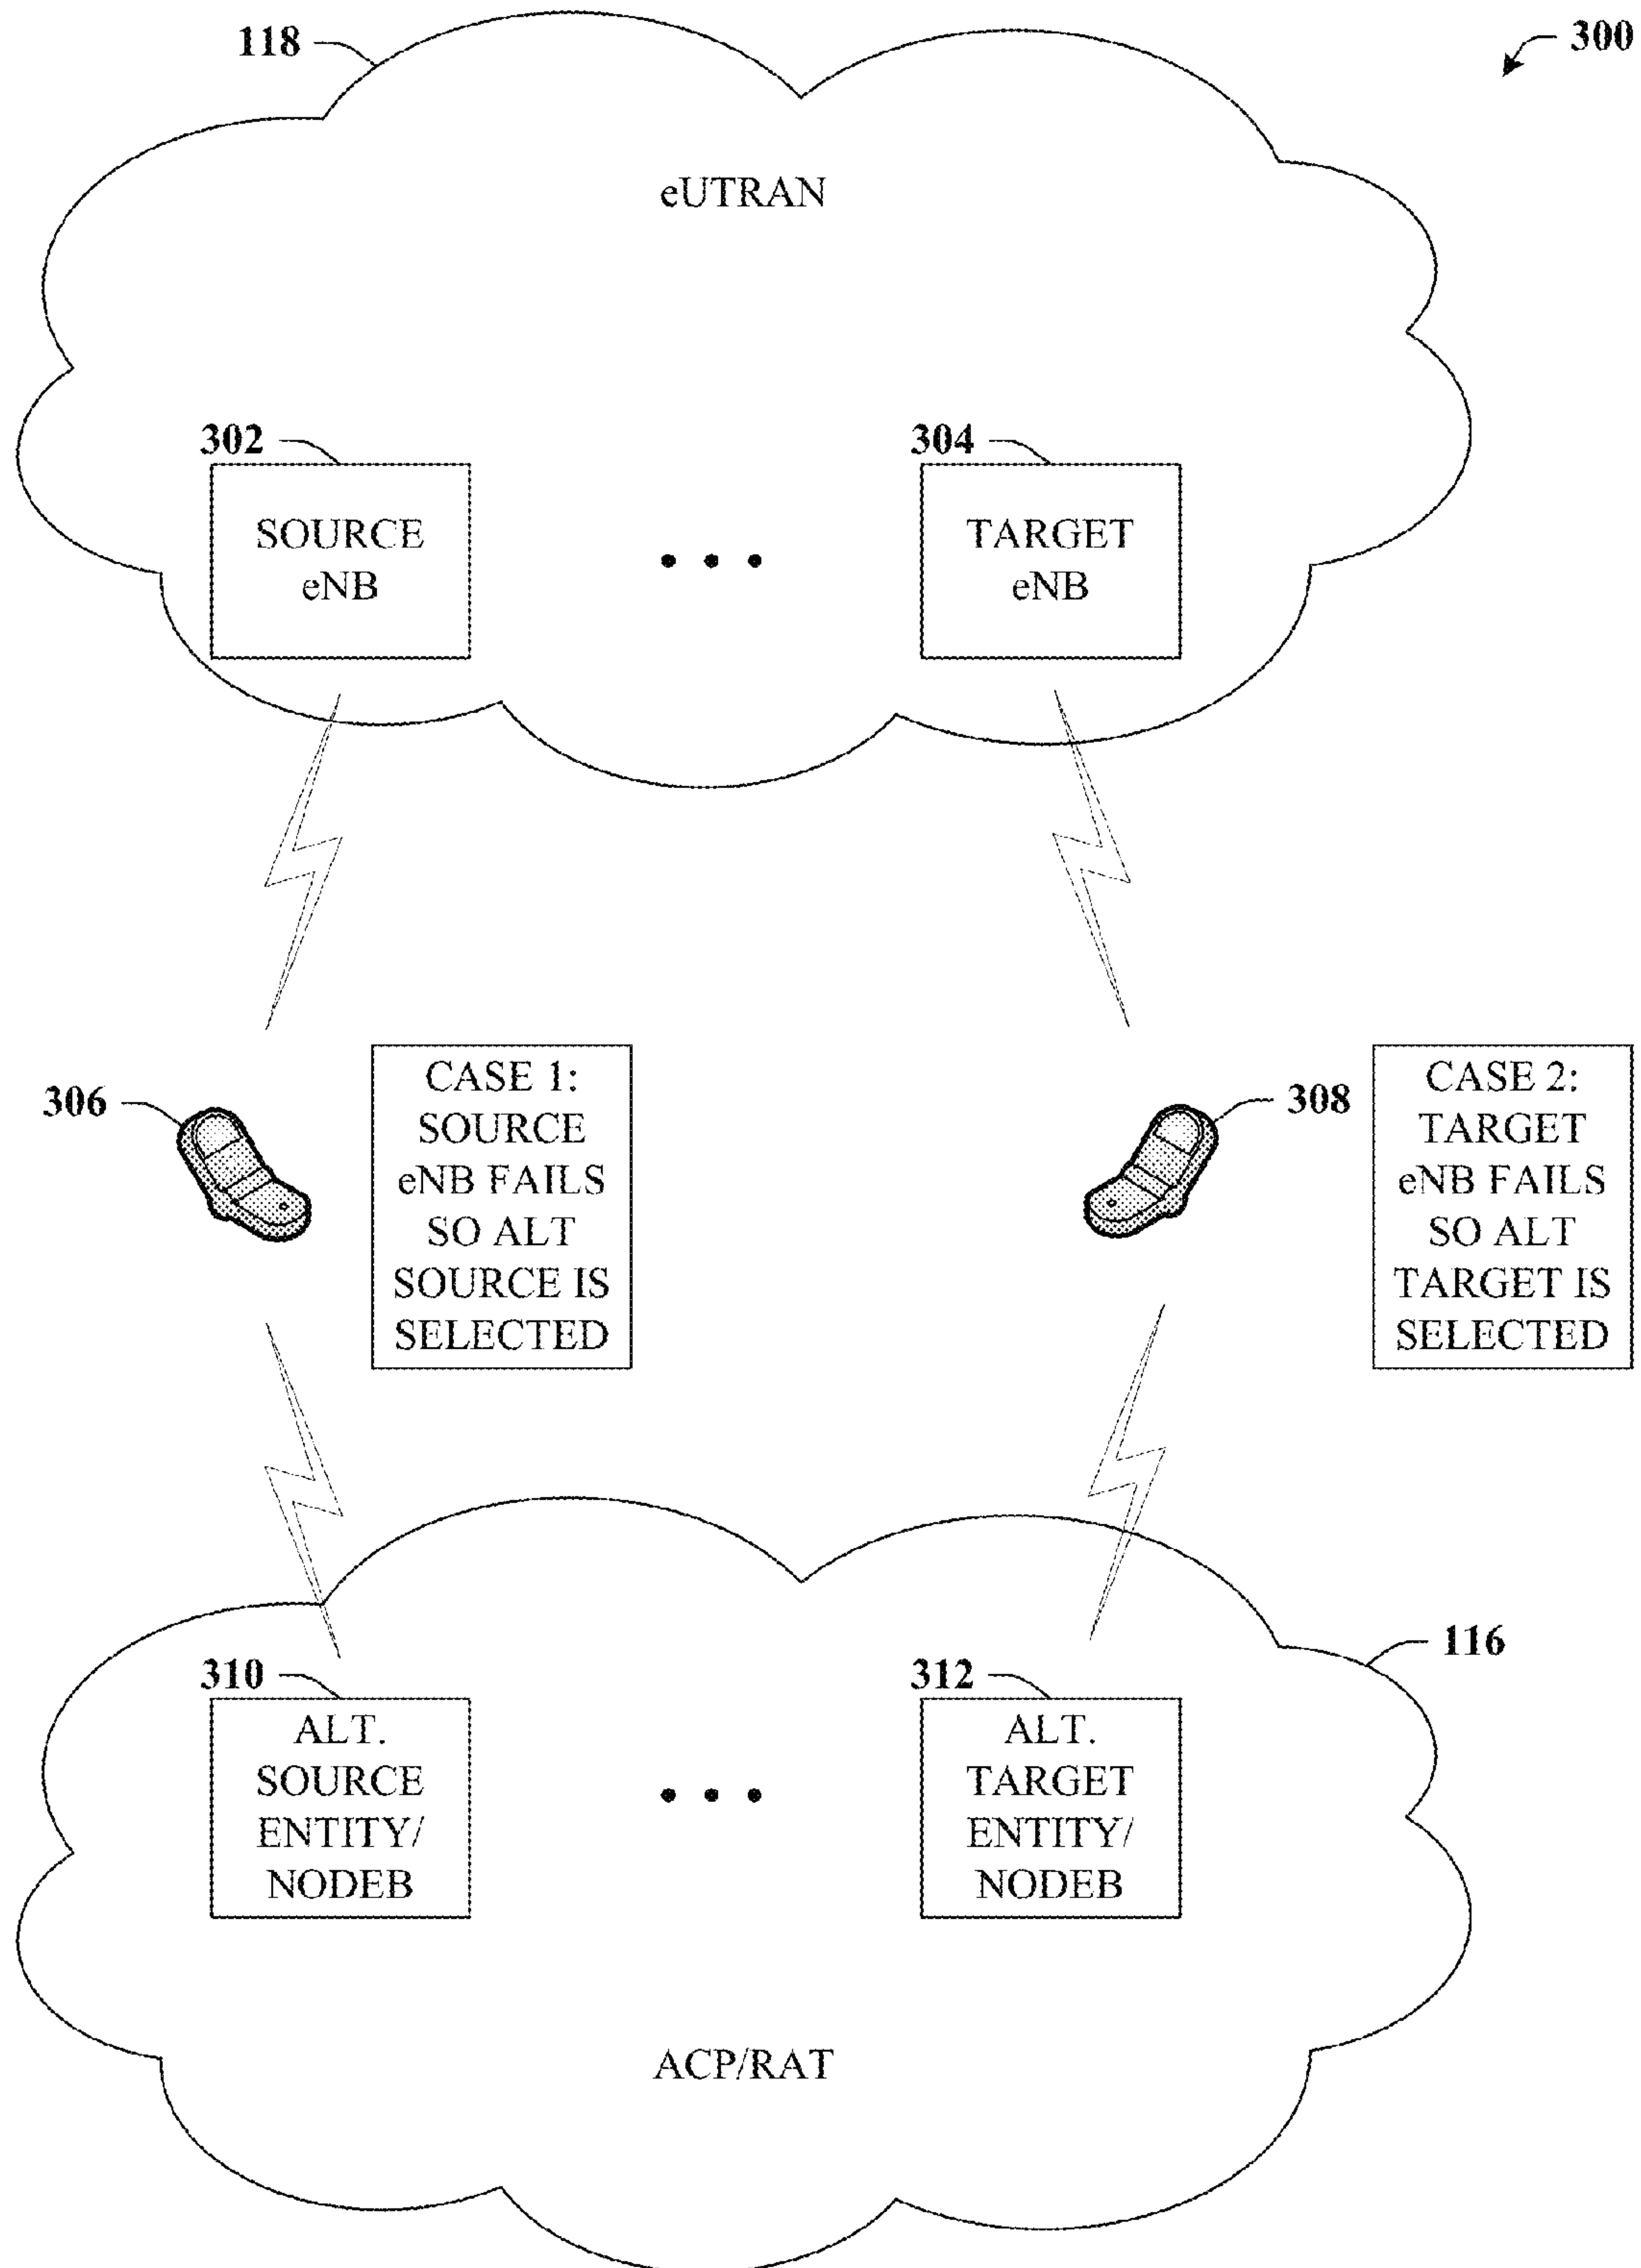 118
300
eUTRAN
302
304
SOURCE
eNB
TARGET
eNB
306
CASE 1:
SOURCE
eNB FAILS
SO ALT
SOURCE IS
SELECTED
308
CASE 2:
TARGET
eNB FAILS
SO ALT
TARGET IS
SELECTED
116
310
312
ALT.
SOURCE
ENTITY/
NODEB
ALT.
TARGET
ENTITY/
NODEB
ACP/RAT